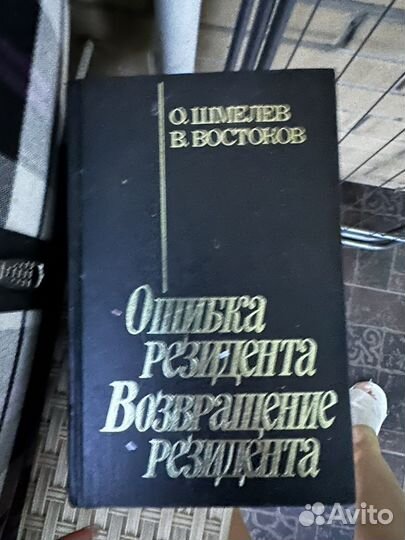 О. ШМЕЛЕВ
В. ВОСТОКОВ
ОШИБКА
РЕЗИДЕНТА
ВОЗВРАЩЕНИЕ
РЕЗИДЕНТА
Avito